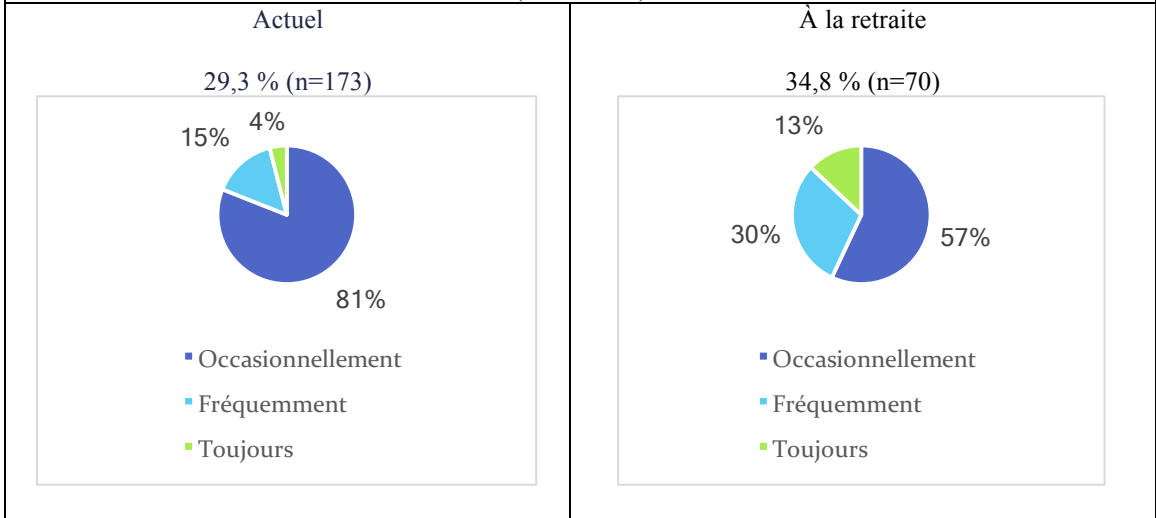 Actuel
29,3 % (n=173)
15%
4%
81%
Occasionnellement
Fréquemment
Toujours
À la retraite
34,8 % (n=70)
13%
30%
57%
Occasionnellement
Fréquemment
Toujours